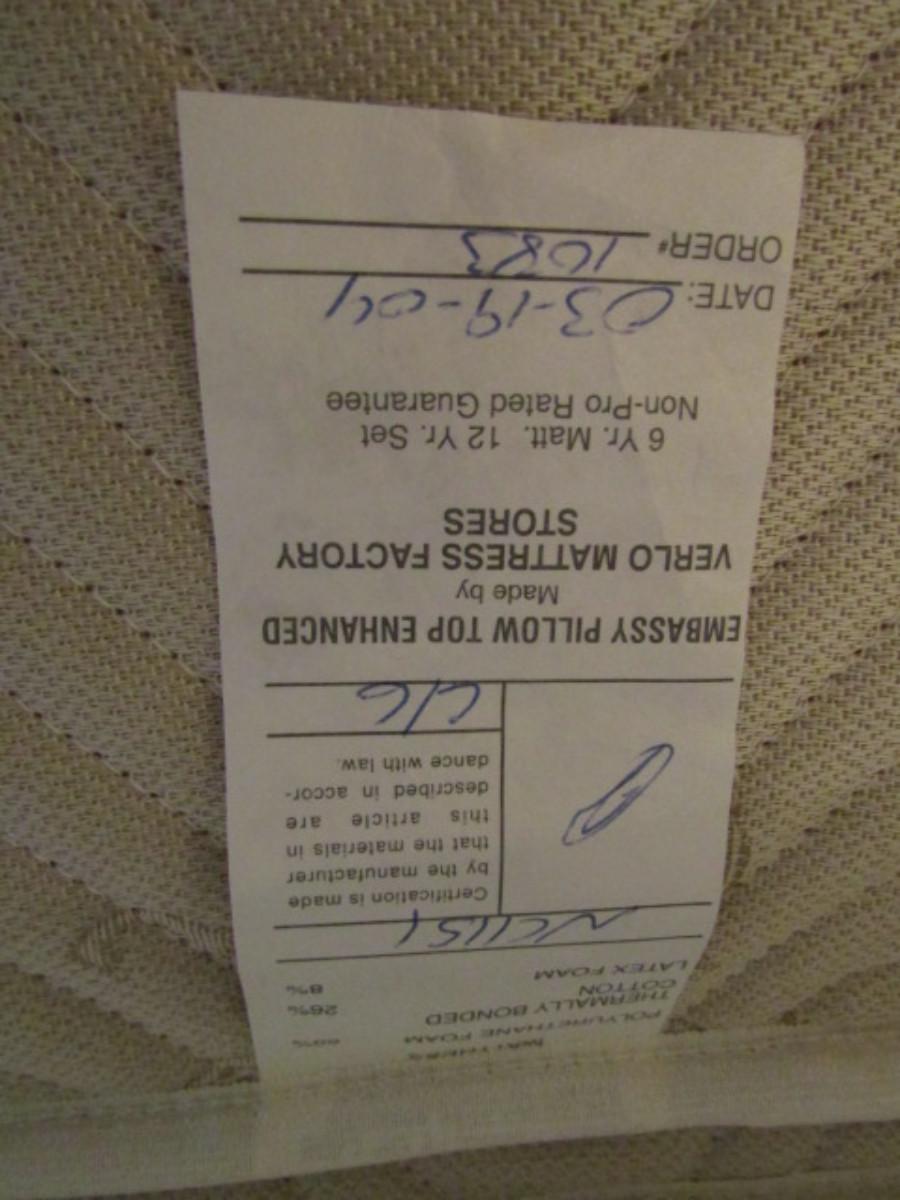 MATTRESS
POLYURETHANE FOAM
THERMALLY BONDED
COTTON 26%
LATEX FOAM 8%
Certification is made
by the manufacturer
that the materials in
this article are
described in accor-
dance with law.
EMBASSY PILLOW TOP ENHANCED
Made by
VERLO MATTRESS FACTORY
STORES
6 Yr. Matt. 12 Yr. Set
Non-Pro Rated Guarantee
DATE: 03-19-04
ORDER# 1083